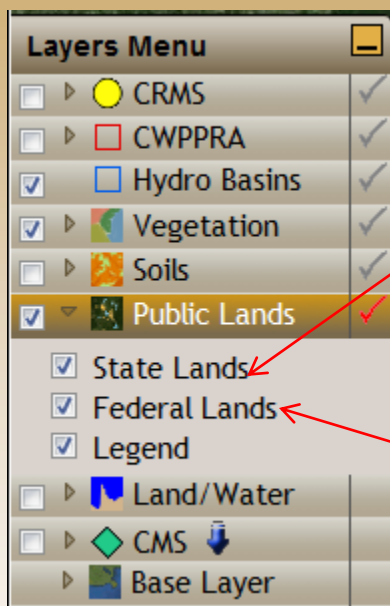 Layers Menu
CRMS
CWPPRA
Hydro Basins
Vegetation
Soils
Public Lands
State Lands
Federal Lands
Legend
Land/Water
CMS
Base Layer